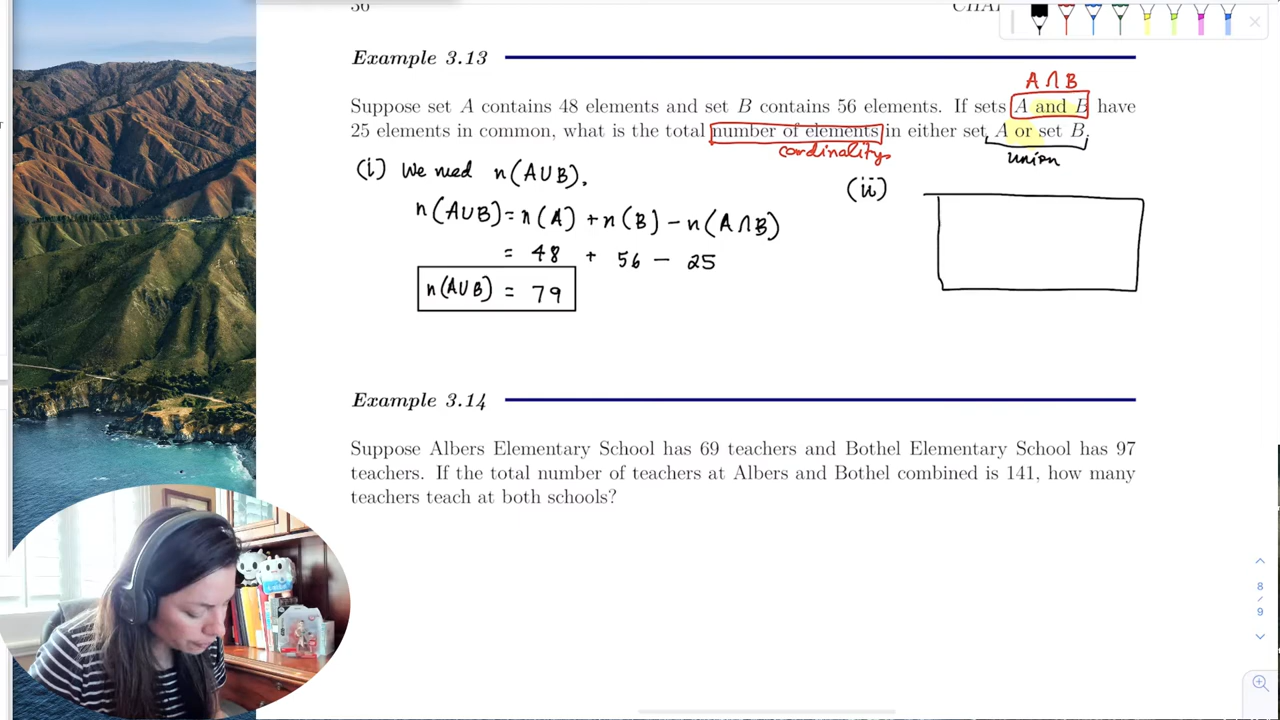 Example 3.13
A ∩ B
Suppose set A contains 48 elements and set B contains 56 elements. If sets A and B have
25 elements in common, what is the total number of elements in either set A or set B.
cardinality
union
(i) We need n(A∪B).
(ii)
n(A∪B) = n(A) + n(B) − n(A∩B)
= 48 + 56 − 25
n(A∪B) = 79
Example 3.14
Suppose Albers Elementary School has 69 teachers and Bothel Elementary School has 97
teachers. If the total number of teachers at Albers and Bothel combined is 141, how many
teachers teach at both schools?
8
/
9